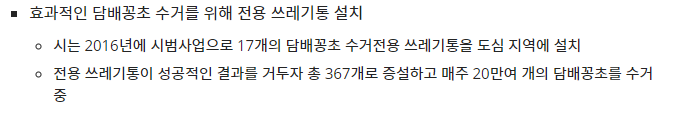 ■ 효과적인 담배꽁초 수거를 위해 전용 쓰레기통 설치
○ 시는 2016년에 시범사업으로 17개의 담배꽁초 수거전용 쓰레기통을 도심 지역에 설치
○ 전용 쓰레기통이 성공적인 결과를 거두자 총 367개로 증설하고 매주 20만여 개의 담배꽁초를 수거
중